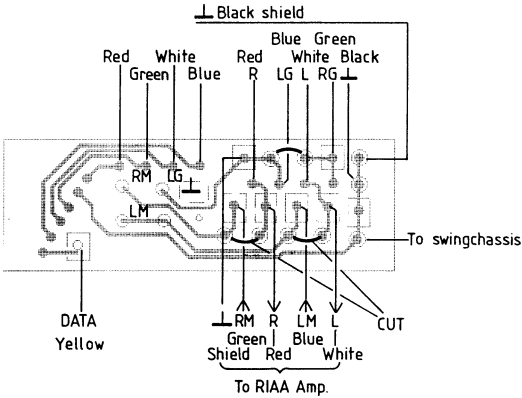 ⊥ Black shield
Blue Green
Red White Red White Black
Green Blue R LG L RG ⊥
RM LG
⊥
LM
To swingchassis
⊥ RM R LM L CUT
DATA Green Blue
Yellow Shield Red White
To RIAA Amp.